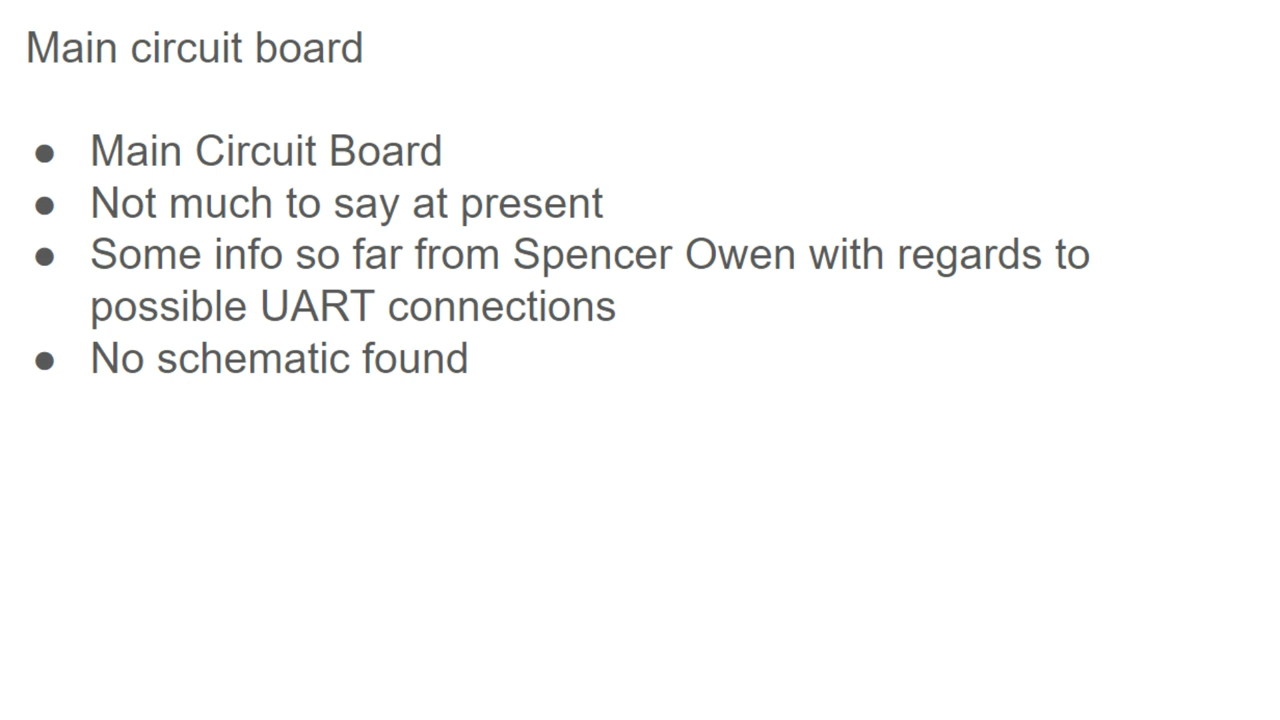 Main circuit board
● Main Circuit Board
● Not much to say at present
● Some info so far from Spencer Owen with regards to
possible UART connections
● No schematic found